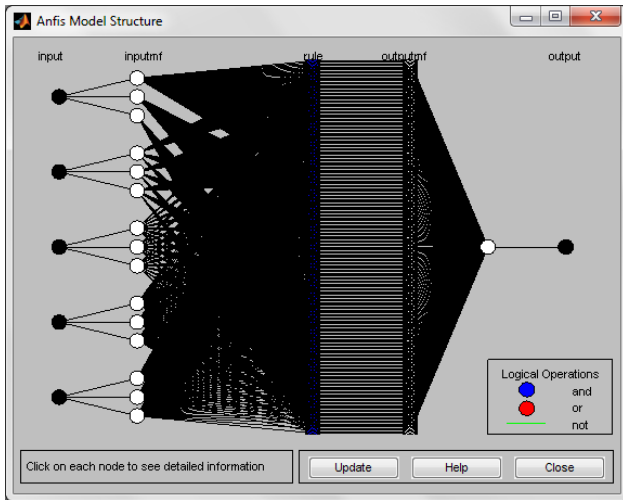 Anfis Model Structure
input inputmf rule outputmf output
Logical Operations
and
or
not
Click on each node to see detailed information
Update Help Close